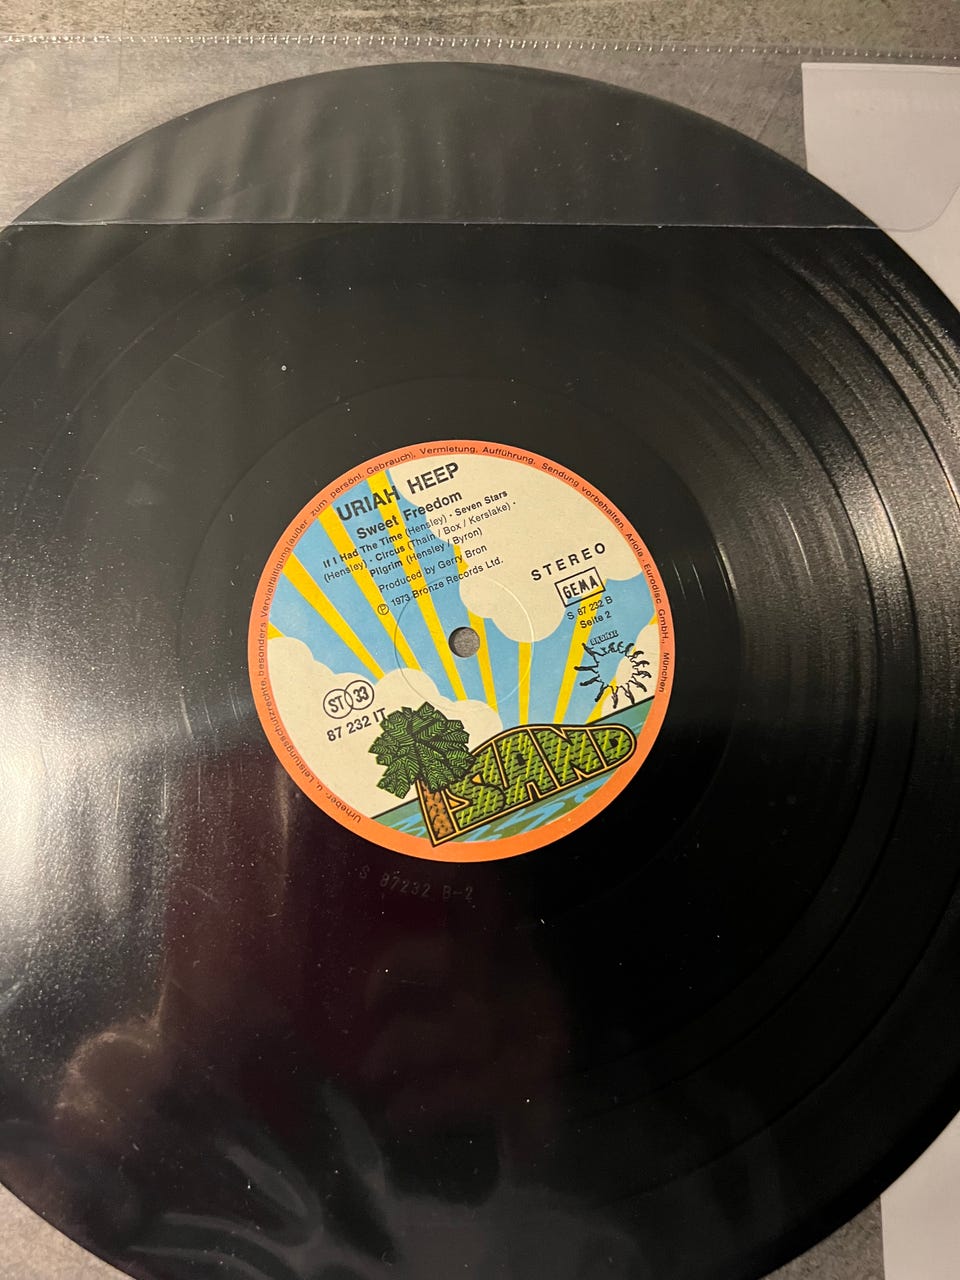 URIAH HEEP
Sweet Freedom
If I Had The Time (Hensley) · Seven Stars
(Hensley) · Circus (Thain / Box / Kerslake) ·
Pilgrim (Hensley / Byron)
Produced by Gerry Bron
Ⓟ 1973 Bronze Records Ltd.
STEREO
GEMA
S 87 232 B
Seite 2
BRONZE
ST 33
87 232 IT
ISLAND
Urheber- u. Leistungsschutzrechte, besonders Vervielfältigung (außer zum persönl. Gebrauch), Vermietung, Aufführung, Sendung vorbehalten. Ariola - Eurodisc GmbH., München
S 87232 B-2